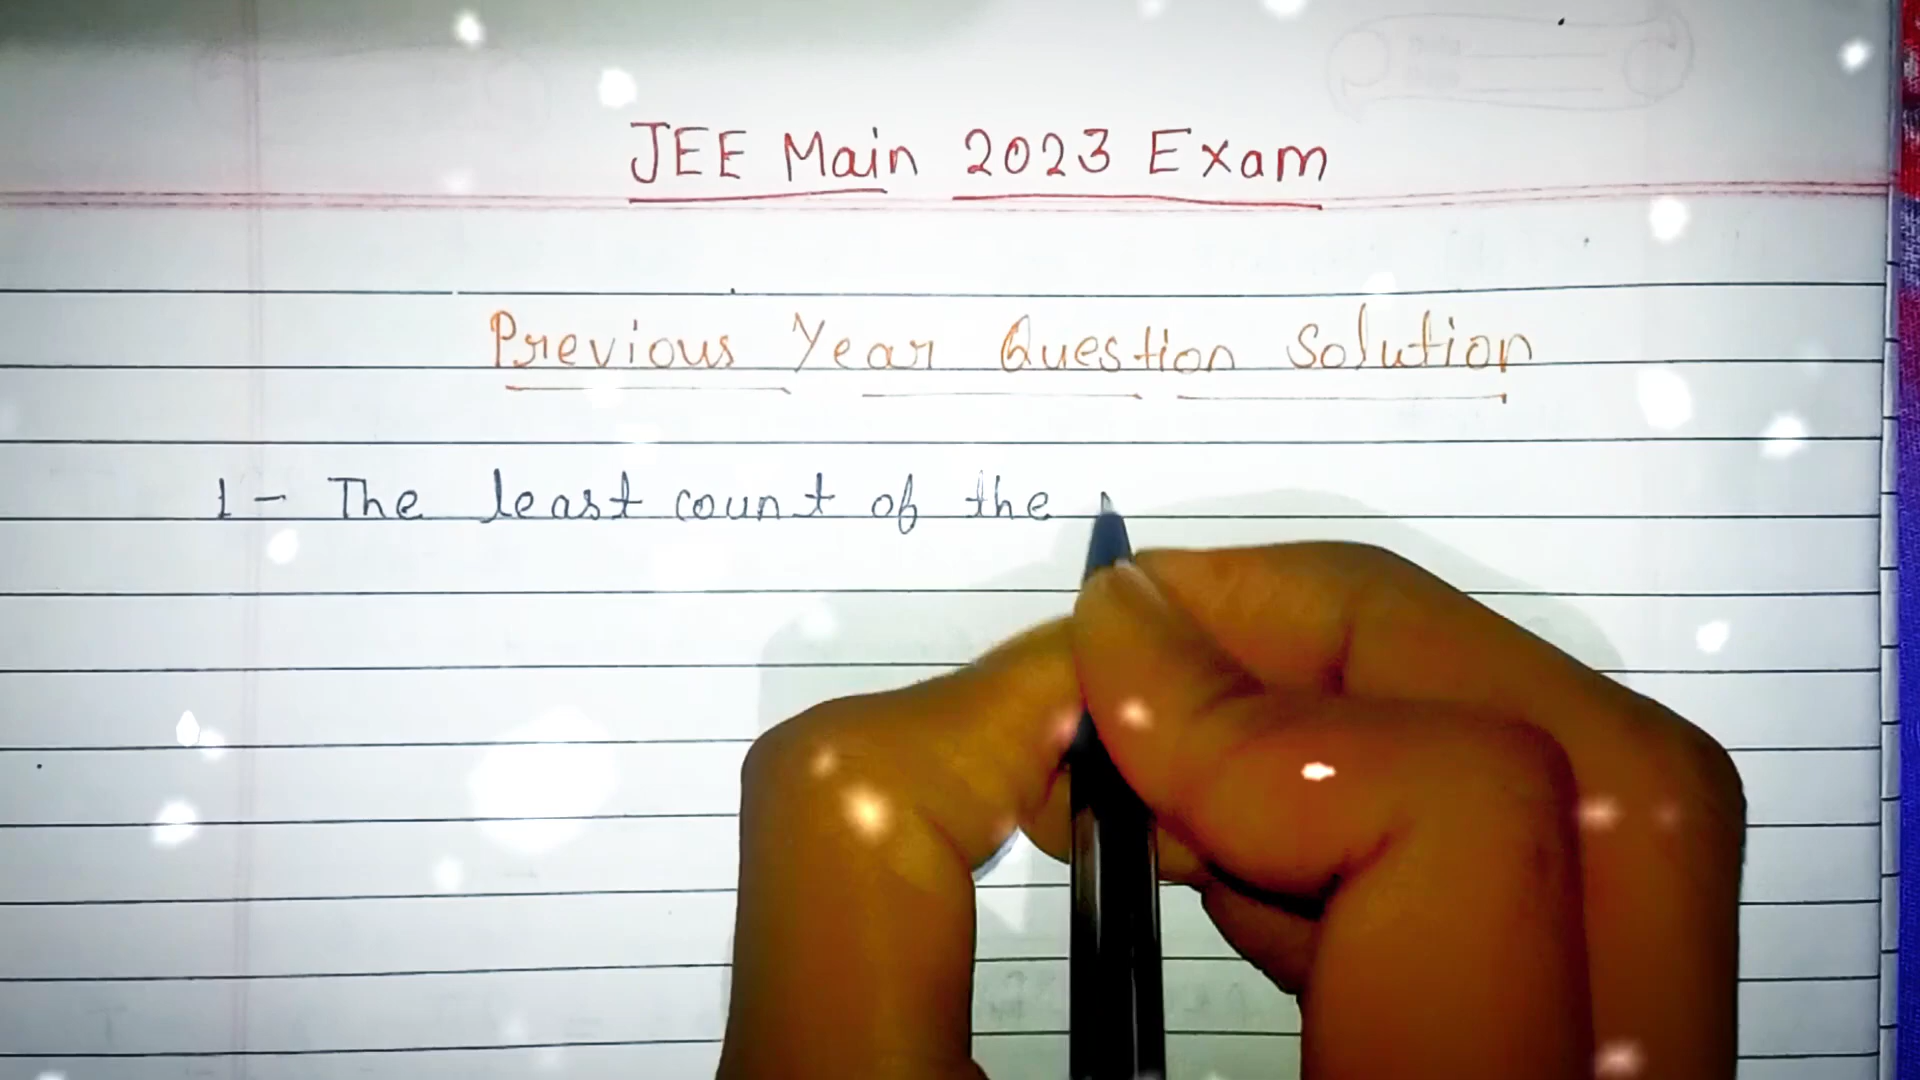 JEE Main 2023 Exam
Previous Year Question Solution
1- The least count of the